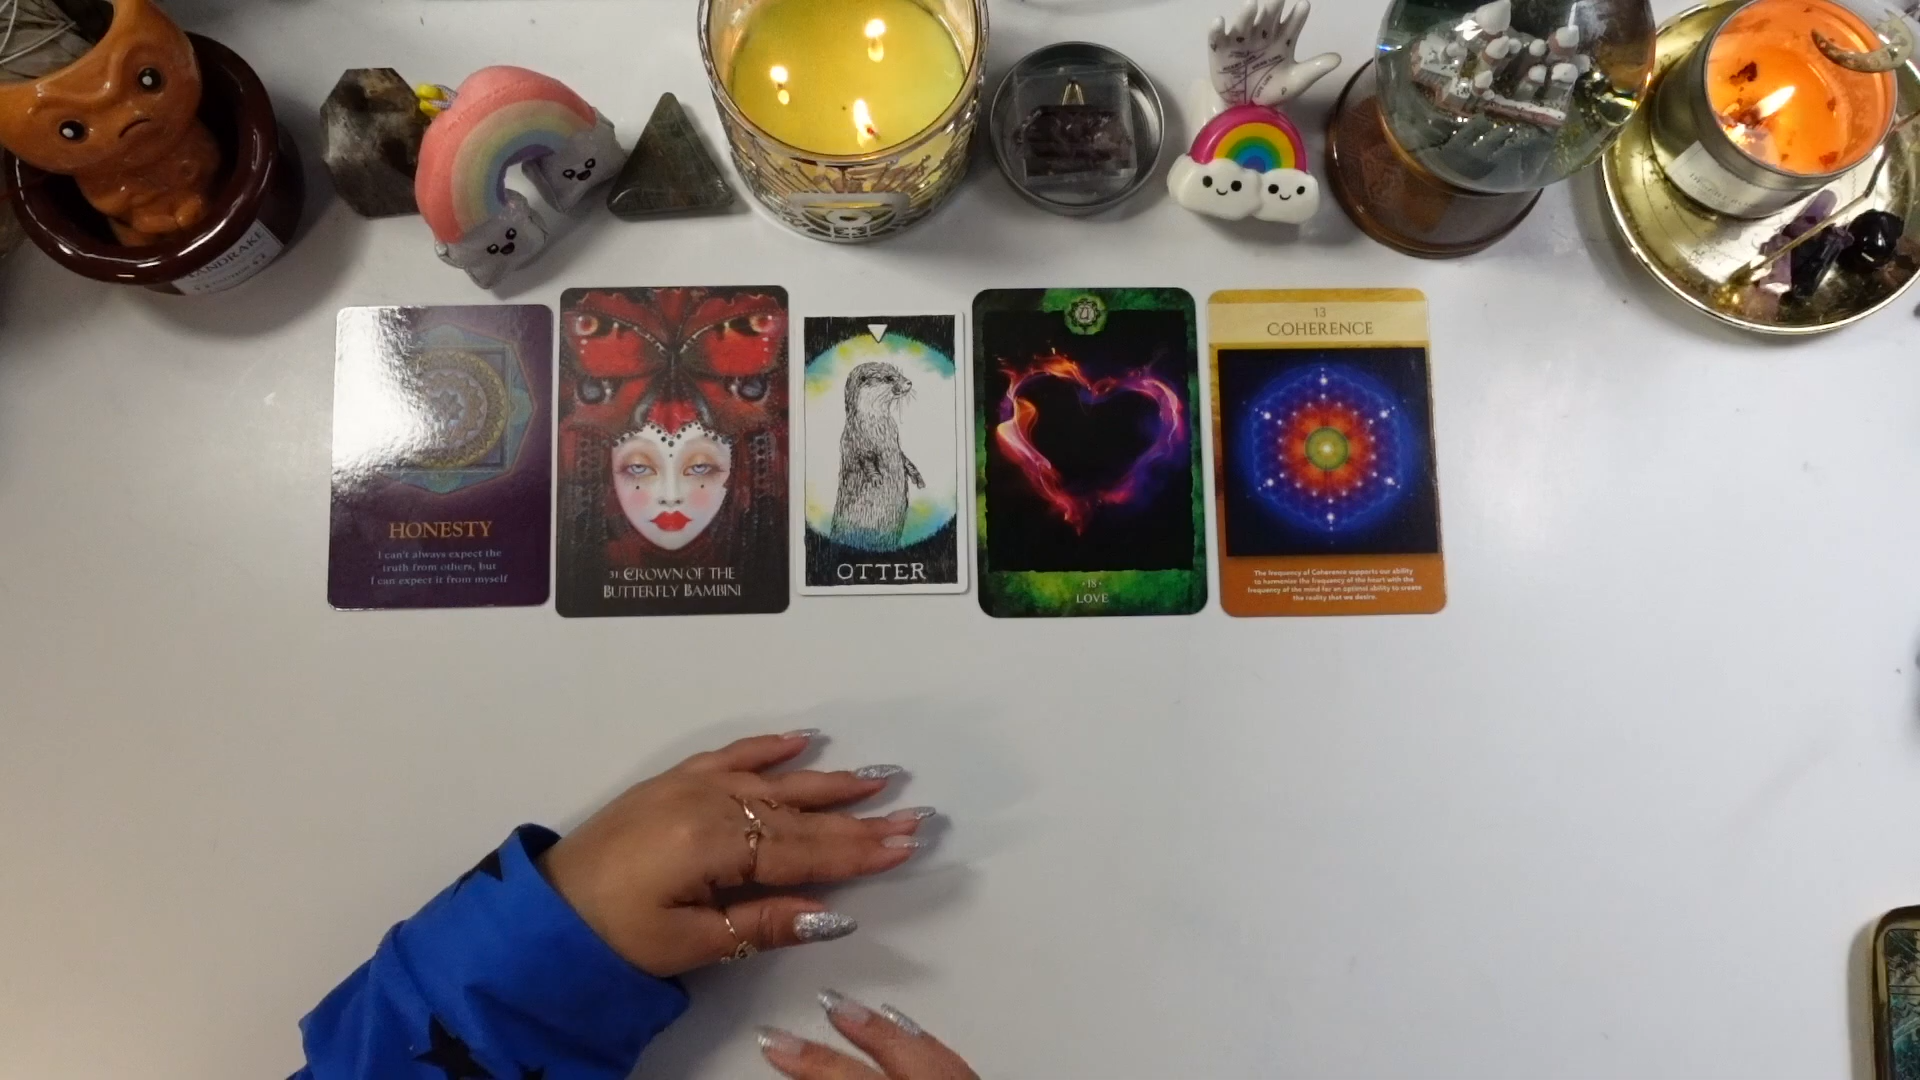 MANDRAKE
HONESTY
I can't always expect the
truth from others, but
I can expect it from myself
31 CROWN OF THE
BUTTERFLY BAMBINI
OTTER
·18·
LOVE
13
COHERENCE
The frequency of Coherence supports our ability
to harmonize the frequency of the heart with the
frequency of the mind for an optimal ability to create
the reality that we desire.